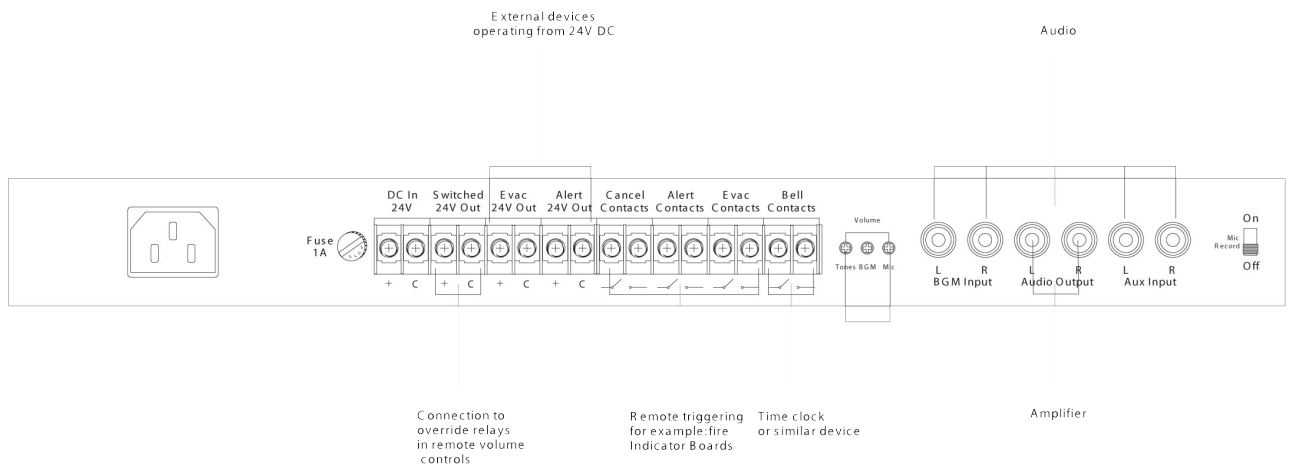 External devices
operating from 24V DC
Audio
DC In
24V
Switched
24V Out
Evac
24V Out
Alert
24V Out
Cancel
Contacts
Alert
Contacts
Evac
Contacts
Bell
Contacts
Fuse
1A
+ C + C + C + C
Volume
Tones BGM Mic
L R
BGM Input
L R
Audio Output
L R
Aux Input
On
Mic
Record
Off
Connection to
override relays
in remote volume
controls
Remote triggering
for example:fire
Indicator Boards
Time clock
or similar device
Amplifier